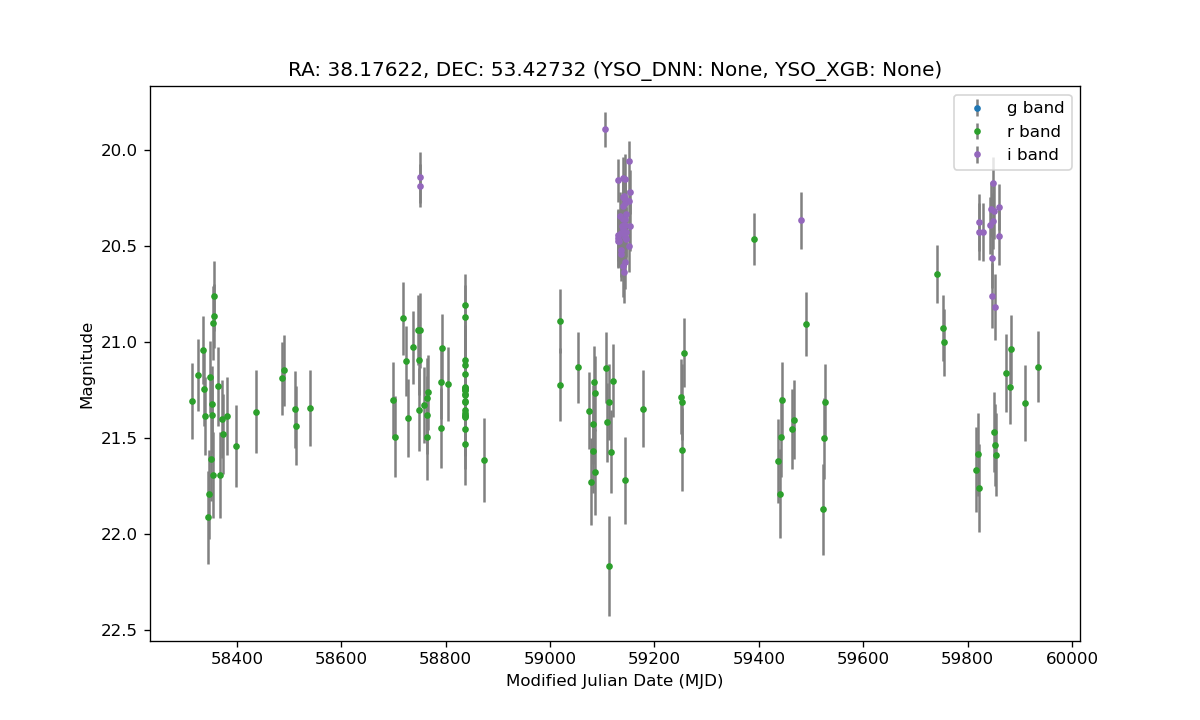 RA: 38.17622, DEC: 53.42732 (YSO_DNN: None, YSO_XGB: None)
g band
r band
i band
20.0
20.5
21.0
21.5
22.0
22.5
Magnitude
58400 58600 58800 59000 59200 59400 59600 59800 60000
Modified Julian Date (MJD)